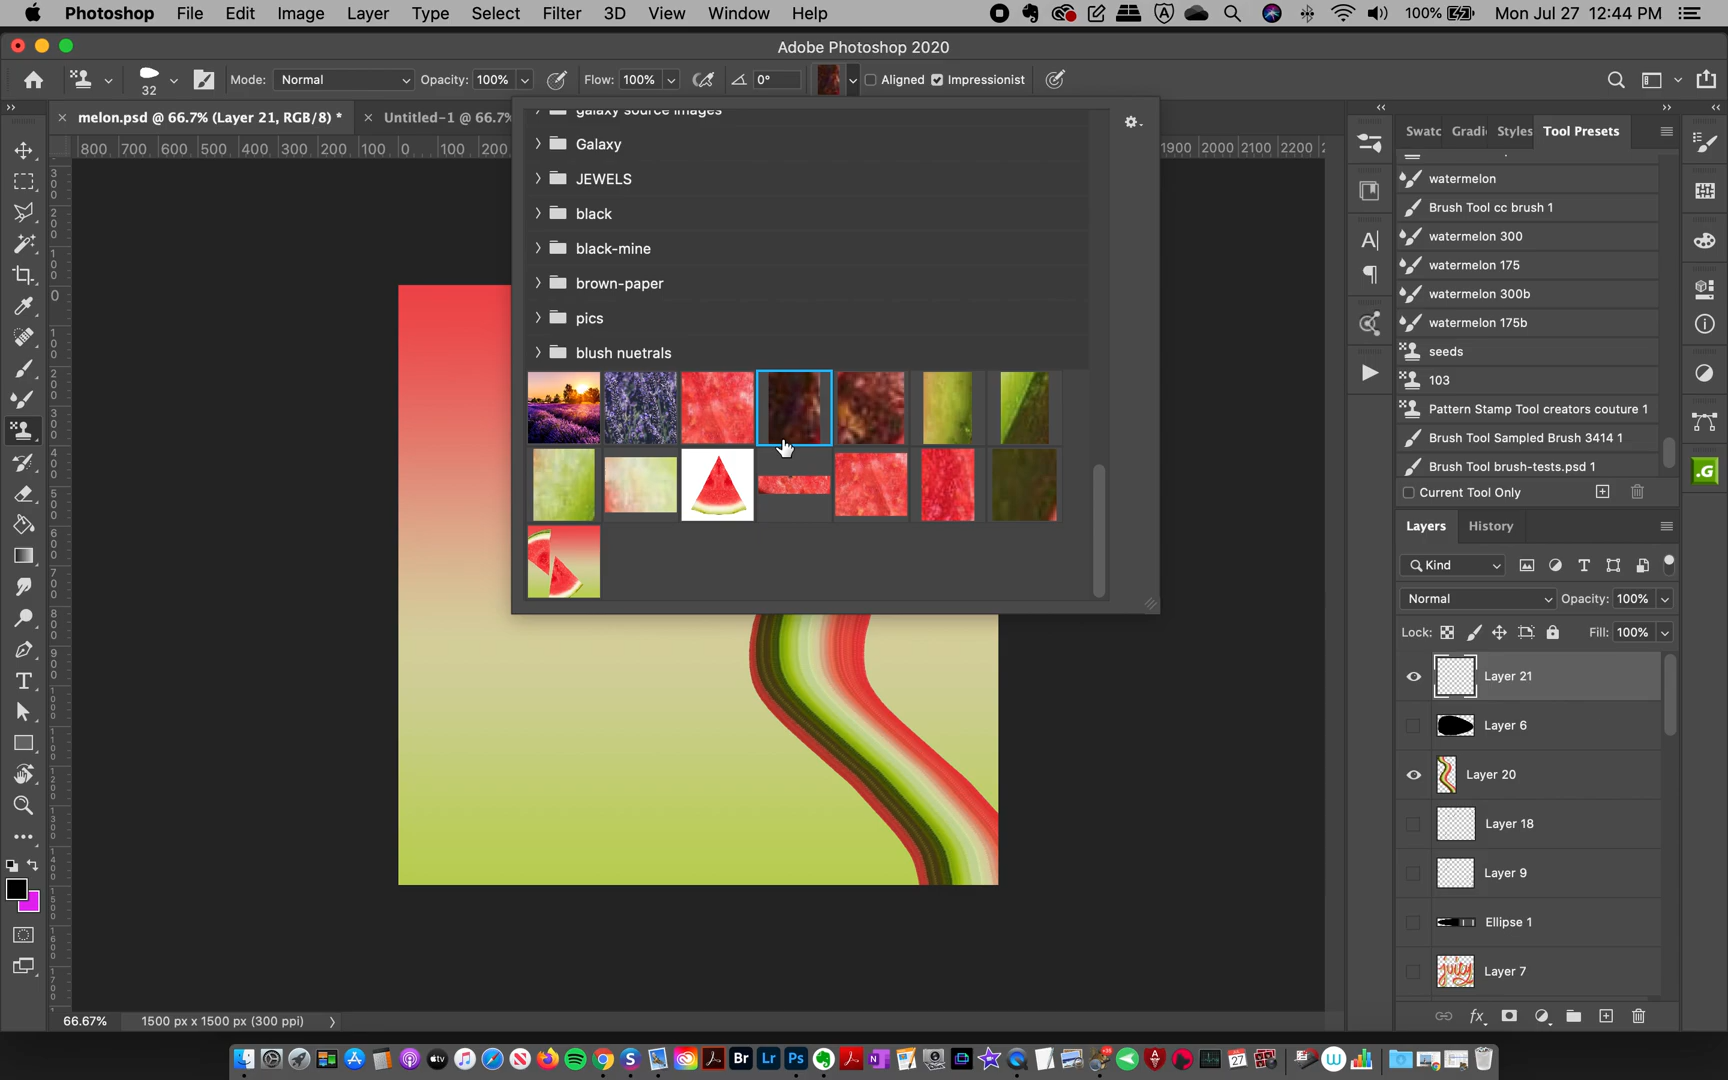 Photoshop File Edit Image Layer Type Select Filter 3D View Window Help 100% Mon Jul 27 12:44 PM
Adobe Photoshop 2020
32 Mode: Normal Opacity: 100% Flow: 100% 0° Aligned Impressionist
melon.psd @ 66.7% (Layer 21, RGB/8) * Untitled-1 @ 66.7%
Swatc Gradi Styles Tool Presets
800 700 600 500 400 300 200 100 0 100 200 1900 2000 2100 2200
galaxy source images
Galaxy
JEWELS
black
black-mine
brown-paper
pics
blush nuetrals
watermelon
Brush Tool cc brush 1
watermelon 300
watermelon 175
watermelon 300b
watermelon 175b
seeds
103
Pattern Stamp Tool creators couture 1
Brush Tool Sampled Brush 3414 1
Brush Tool brush-tests.psd 1
Current Tool Only
Layers History
Kind
Normal Opacity: 100%
Lock: Fill: 100%
Layer 21
Layer 6
Layer 20
Layer 18
Layer 9
Ellipse 1
juicy Layer 7
66.67% 1500 px x 1500 px (300 ppi)